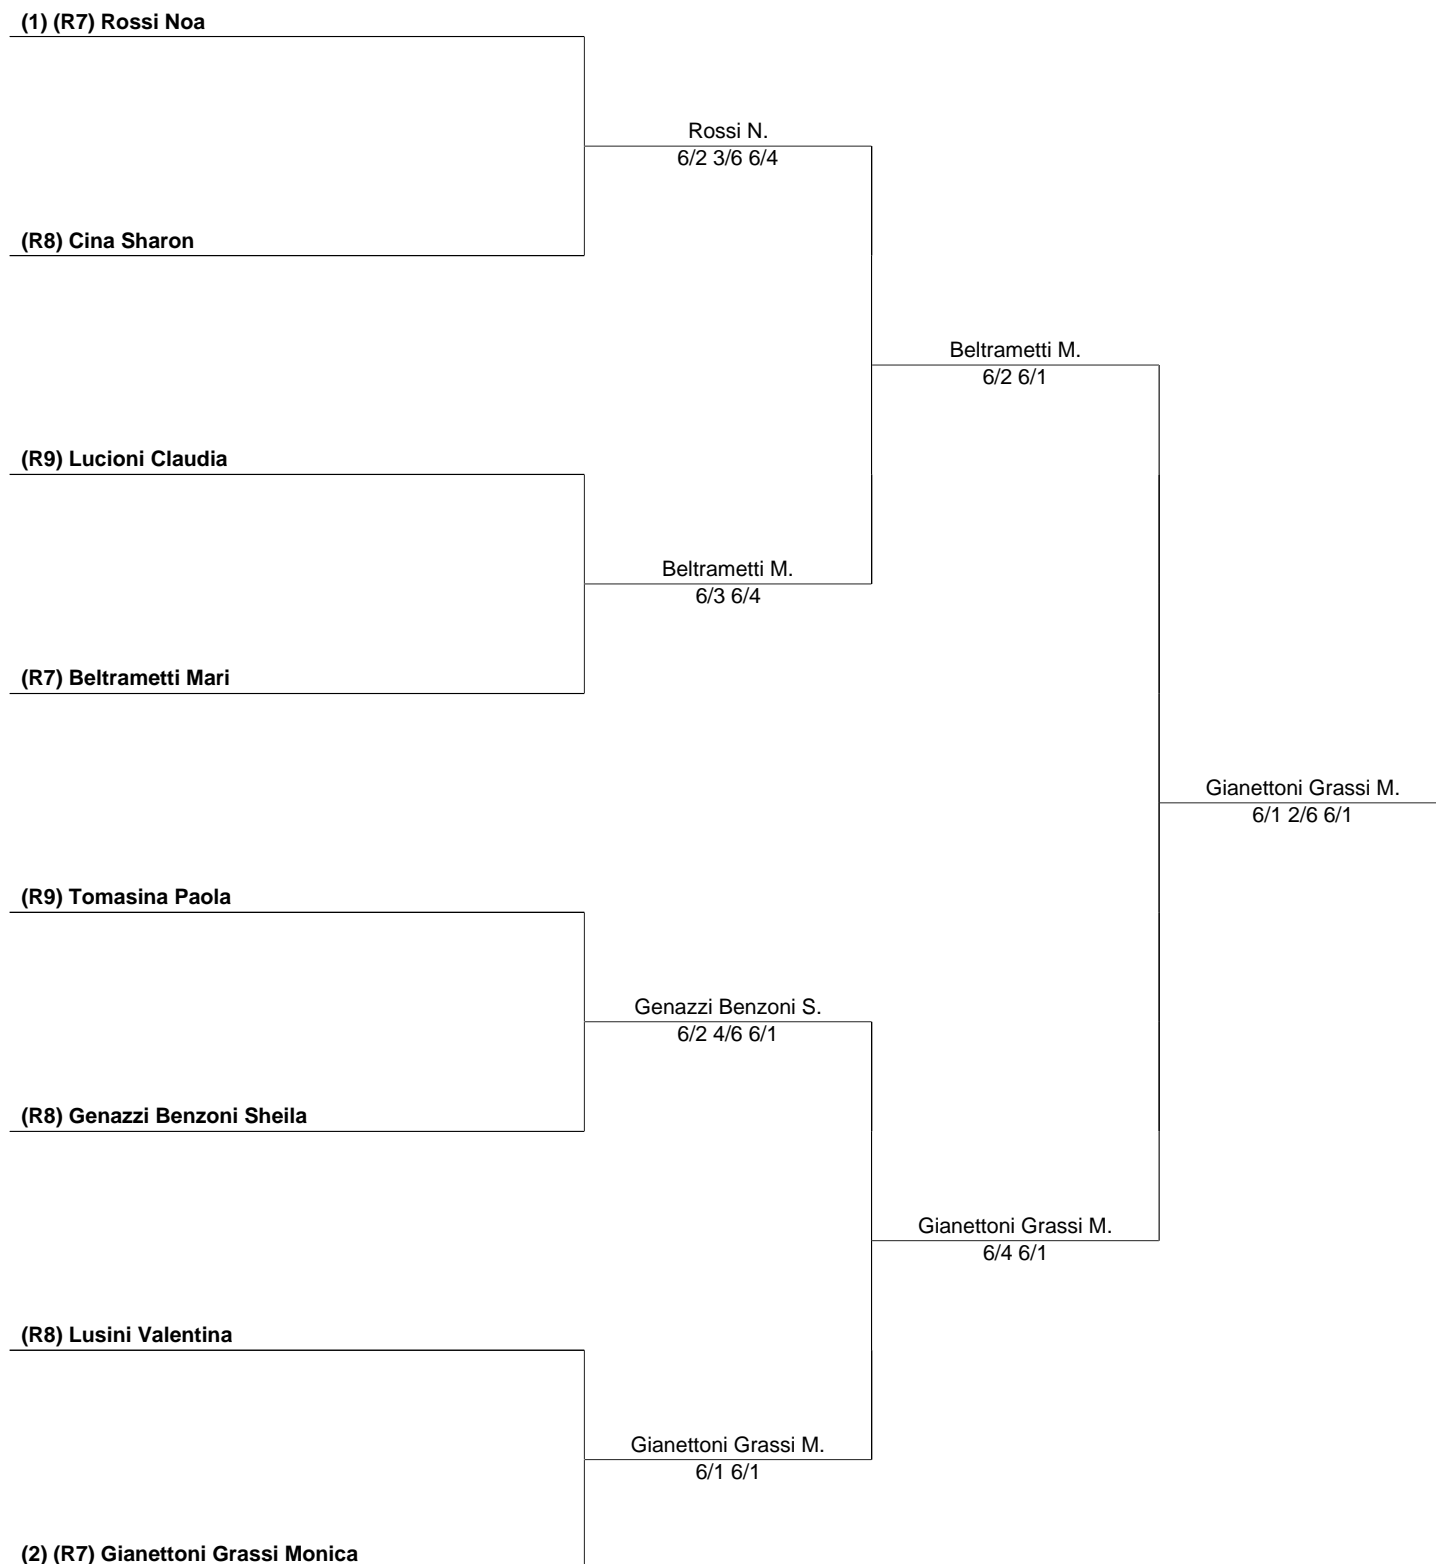 (1) (R7) Rossi Noa
Rossi N.
6/2 3/6 6/4
(R8) Cina Sharon
Beltrametti M.
6/2 6/1
(R9) Lucioni Claudia
Beltrametti M.
6/3 6/4
(R7) Beltrametti Mari
Gianettoni Grassi M.
6/1 2/6 6/1
(R9) Tomasina Paola
Genazzi Benzoni S.
6/2 4/6 6/1
(R8) Genazzi Benzoni Sheila
Gianettoni Grassi M.
6/4 6/1
(R8) Lusini Valentina
Gianettoni Grassi M.
6/1 6/1
(2) (R7) Gianettoni Grassi Monica